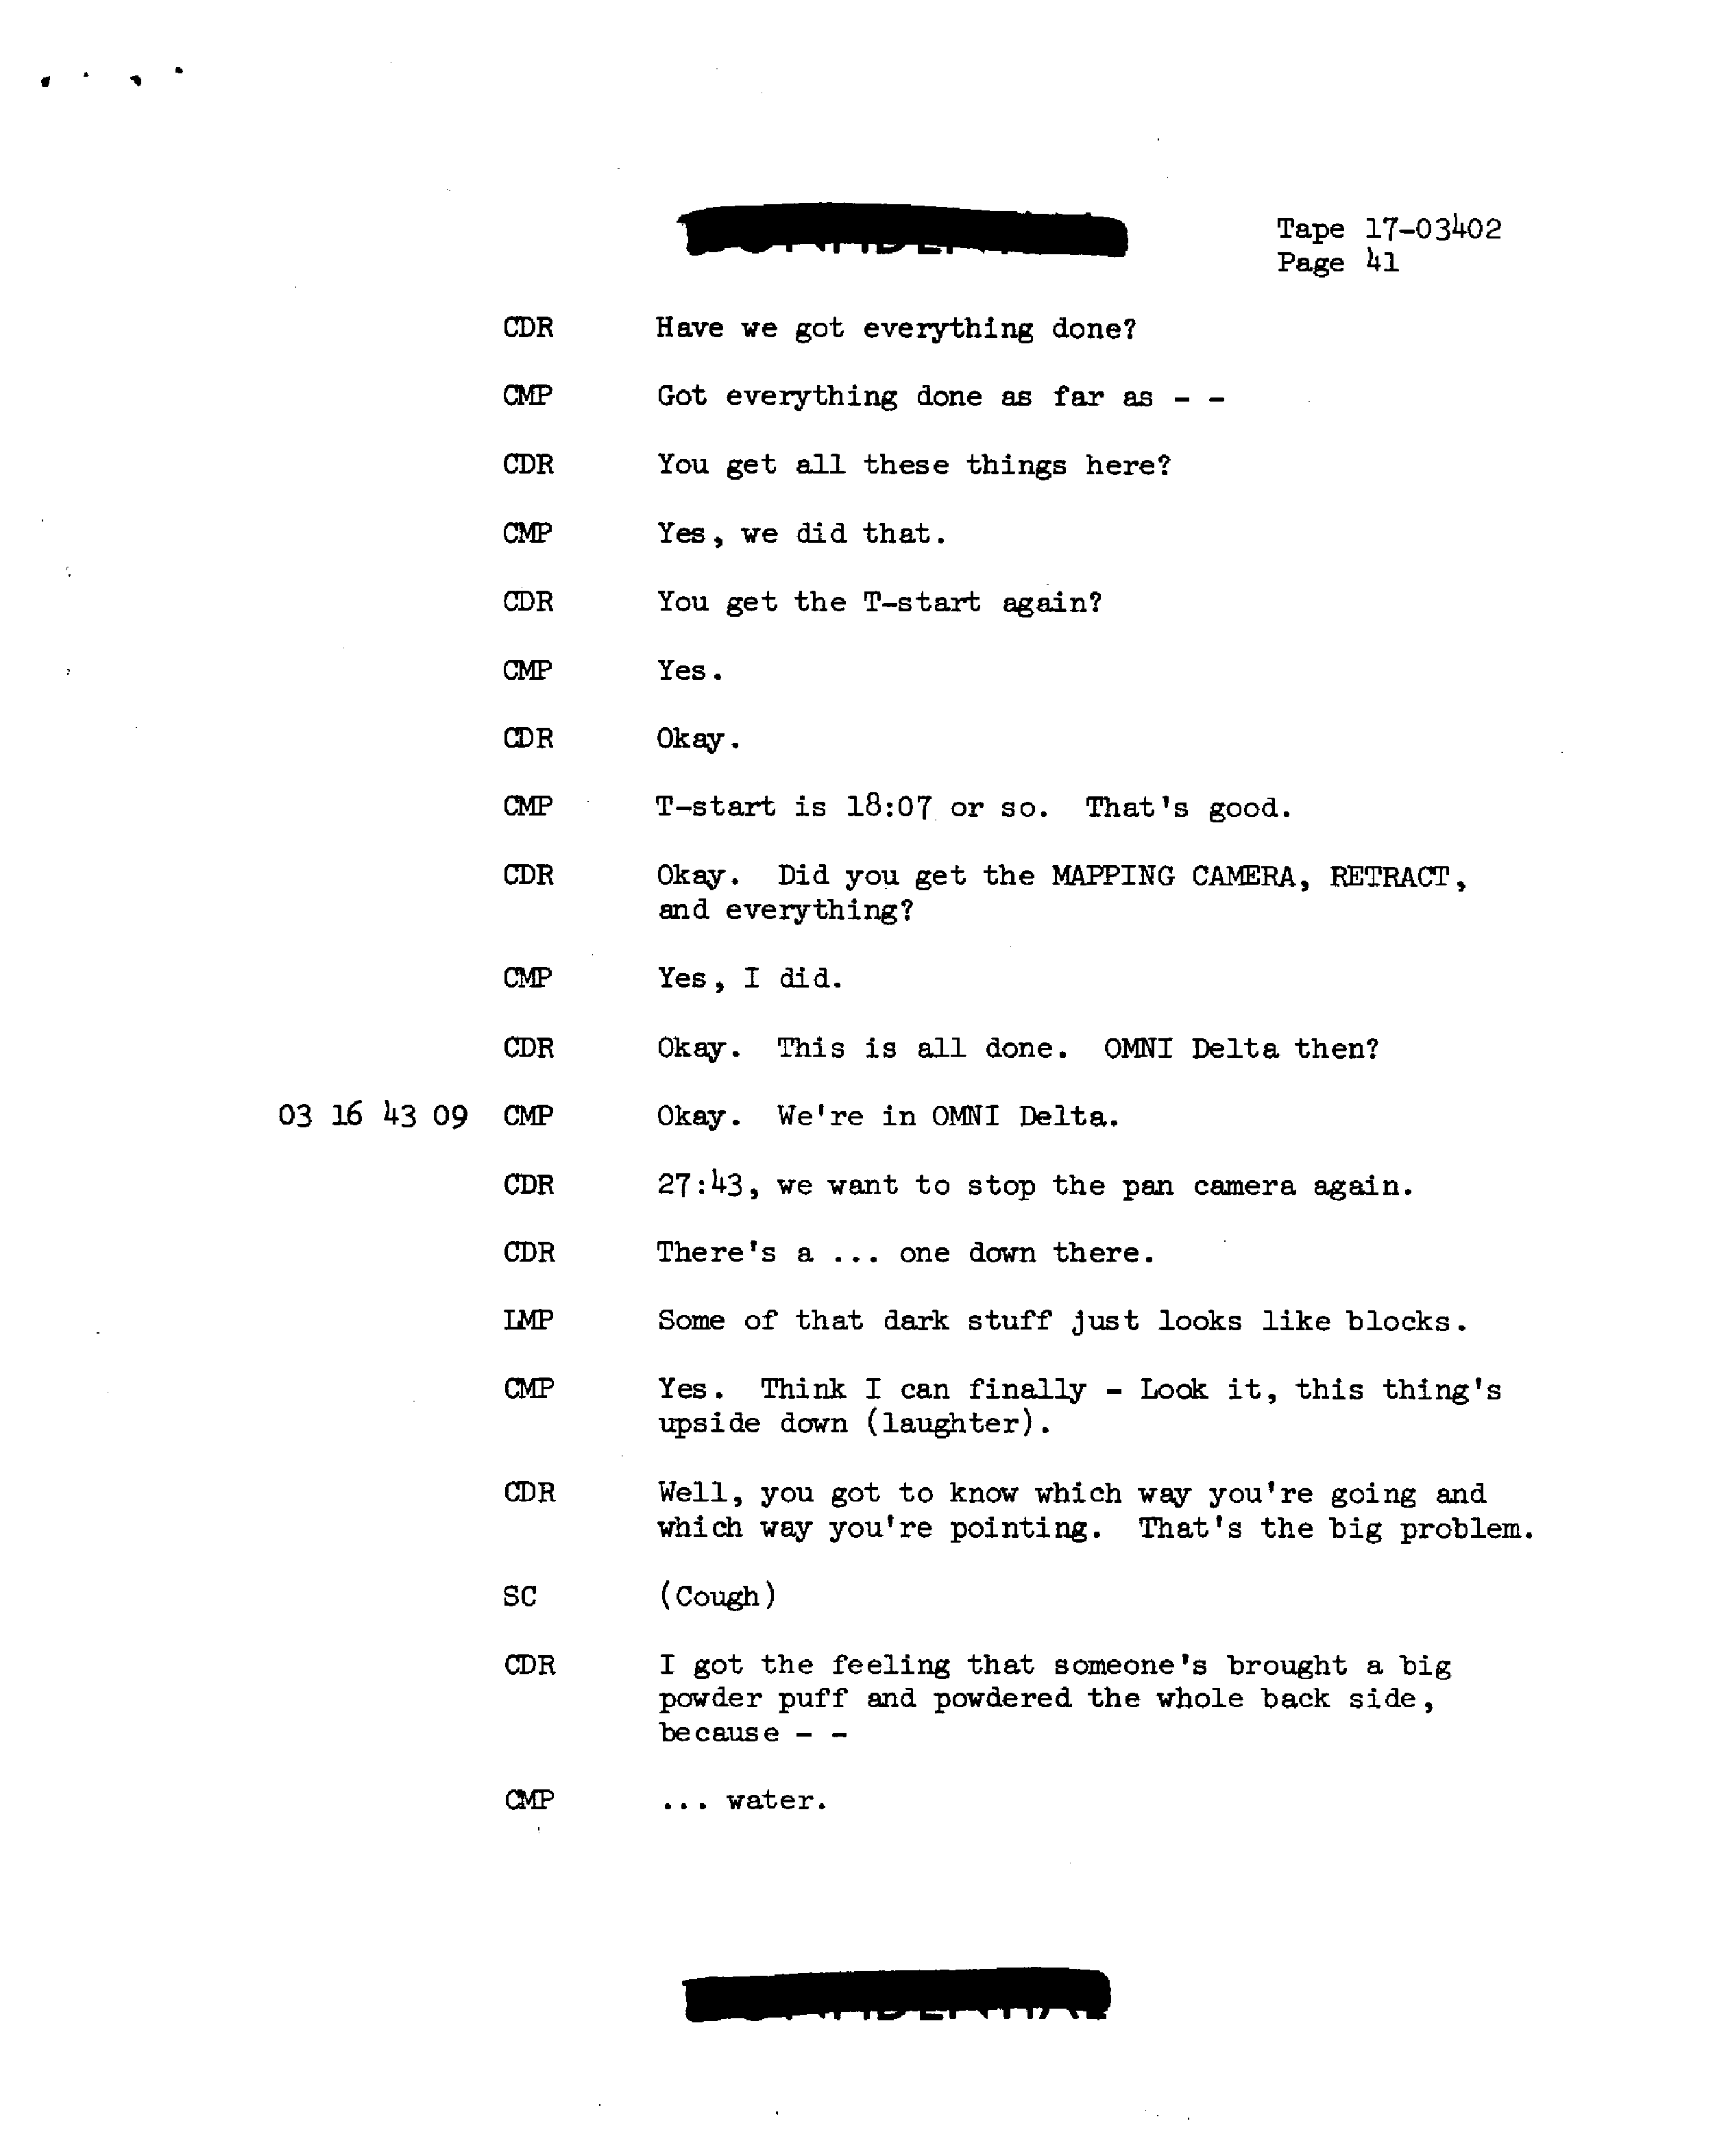 Tape 17-03402
Page 41
CDR Have we got everything done?
CMP Got everything done as far as - -
CDR You get all these things here?
CMP Yes, we did that.
CDR You get the T-start again?
CMP Yes.
CDR Okay.
CMP T-start is 18:07 or so. That's good.
CDR Okay. Did you get the MAPPING CAMERA, RETRACT,
and everything?
CMP Yes, I did.
CDR Okay. This is all done. OMNI Delta then?
03 16 43 09 CMP Okay. We're in OMNI Delta.
CDR 27:43, we want to stop the pan camera again.
CDR There's a ... one down there.
LMP Some of that dark stuff just looks like blocks.
CMP Yes. Think I can finally - Look it, this thing's
upside down (laughter).
CDR Well, you got to know which way you're going and
which way you're pointing. That's the big problem.
SC (Cough)
CDR I got the feeling that someone's brought a big
powder puff and powdered the whole back side,
because - -
CMP ... water.